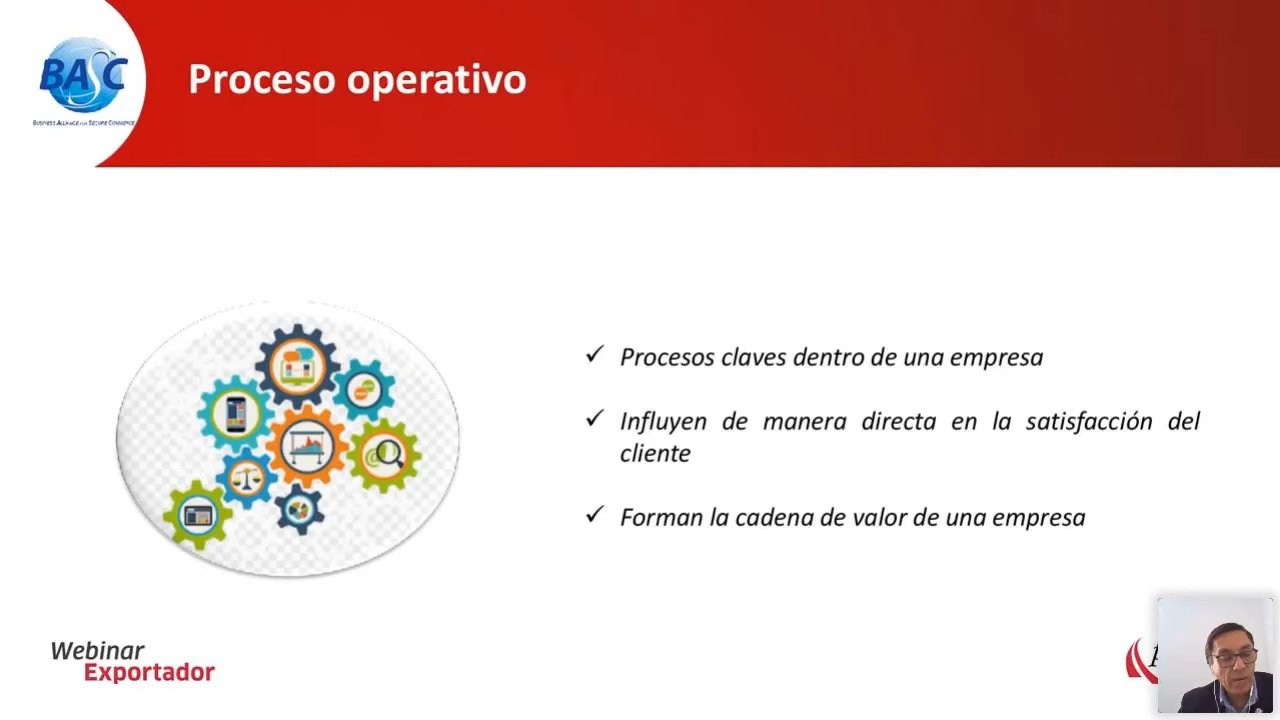 BASC
BUSINESS ALLIANCE FOR SECURE COMMERCE
Proceso operativo
✓ Procesos claves dentro de una empresa
✓ Influyen de manera directa en la satisfacción del
cliente
✓ Forman la cadena de valor de una empresa
Webinar
Exportador